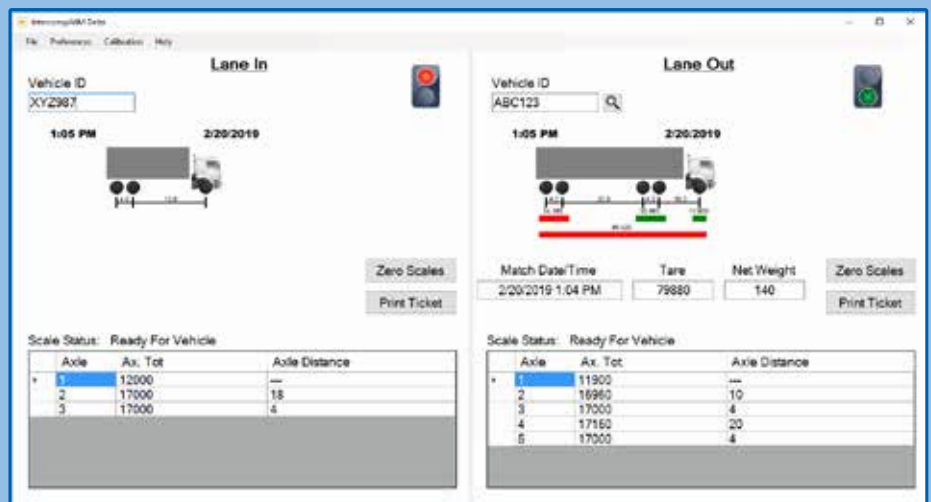 File Preferences Calibration Help
Lane In
Vehicle ID
XYZ987
1:05 PM 2/20/2019
Zero Scales
Print Ticket
Scale Status: Ready For Vehicle
Axle Ax. Tot Axle Distance
1 12000 ---
2 17000 18
3 17000 4
Lane Out
Vehicle ID
ABC123
1:05 PM 2/20/2019
Match Date/Time Tare Net Weight Zero Scales
2/20/2019 1:04 PM 79880 140
Print Ticket
Scale Status: Ready For Vehicle
Axle Ax. Tot Axle Distance
1 11900 ---
2 16960 10
3 17000 4
4 17160 20
5 17000 4